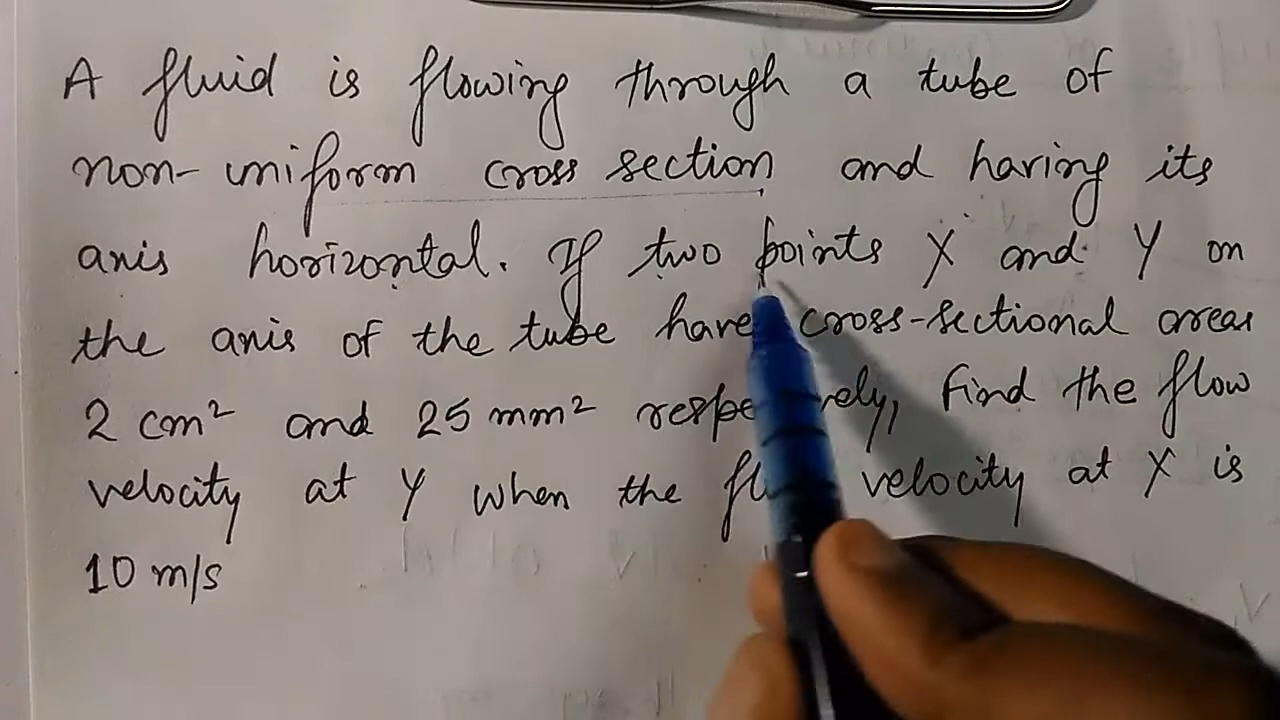 A fluid is flowing through a tube of
non-uniform cross section and having its
axis horizontal. If two points X and Y on
the axis of the tube have cross-sectional areas
2 cm² and 25 mm² find the flow
velocity at Y when the velocity at X is
10 m/s